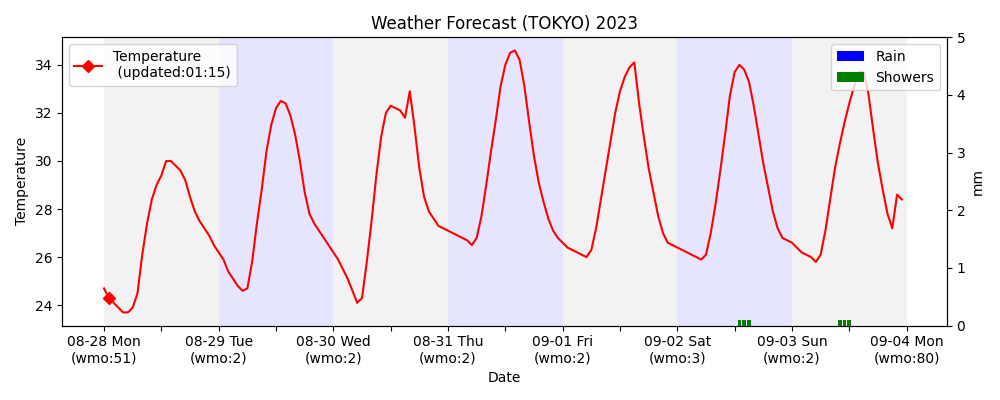 Weather Forecast (TOKYO) 2023
Temperature
(updated:01:15)
Rain
Showers
Temperature
34
32
30
28
26
24
5
4
3
2
1
0
mm
08-28 Mon 08-29 Tue 08-30 Wed 08-31 Thu 09-01 Fri 09-02 Sat 09-03 Sun 09-04 Mon
(wmo:51) (wmo:2) (wmo:2) (wmo:2) (wmo:2) (wmo:3) (wmo:2) (wmo:80)
Date